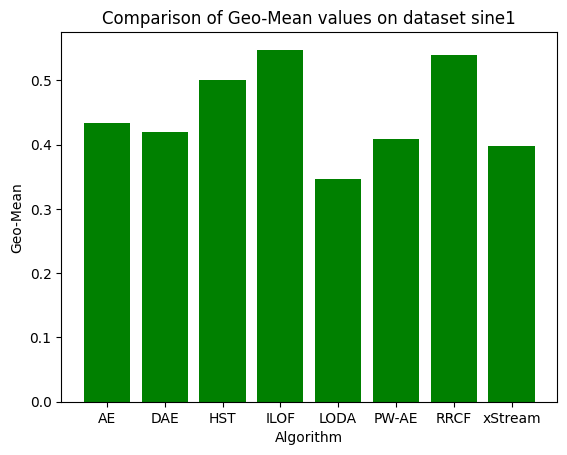 Comparison of Geo-Mean values on dataset sine1
Geo-Mean
0.5
0.4
0.3
0.2
0.1
0.0
AE DAE HST ILOF LODA PW-AE RRCF xStream
Algorithm